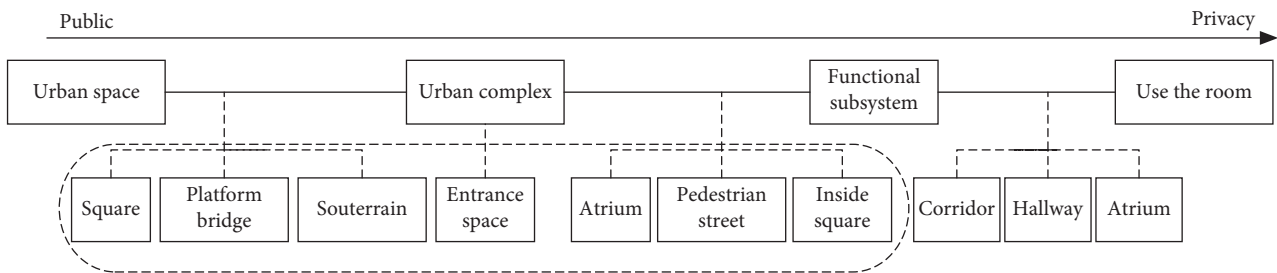 Public
Privacy
Urban space
Urban complex
Functional
subsystem
Use the room
Square
Platform
bridge
Souterrain
Entrance
space
Atrium
Pedestrian
street
Inside
square
Corridor
Hallway
Atrium